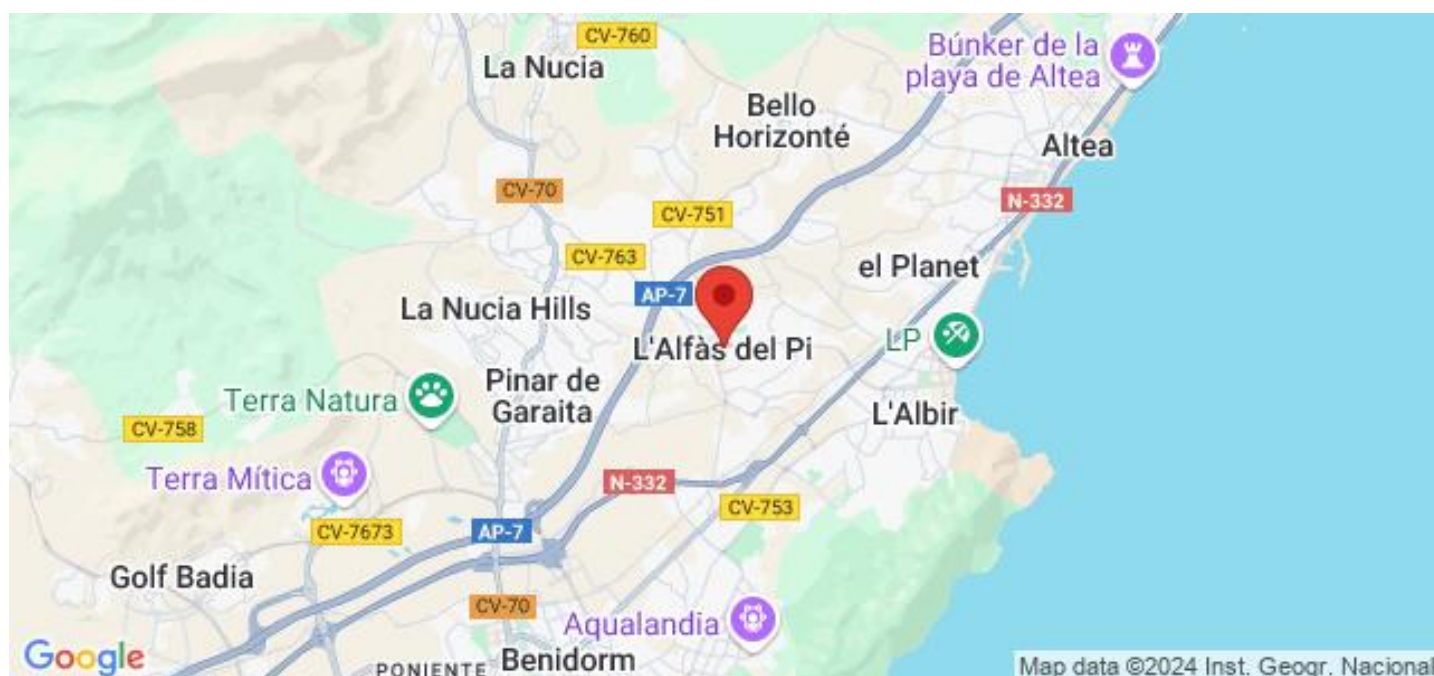 CV-760
La Nucia
Búnker de la
playa de Altea
Bello
Horizonté
Altea
CV-70
N-332
CV-751
CV-763
el Planet
AP-7
La Nucia Hills
LP
L'Alfàs del Pi
Pinar de
Garaita
Terra Natura
L'Albir
CV-758
Terra Mítica
N-332
CV-753
CV-7673
AP-7
Golf Badia
CV-70
Aqualandia
Google
PONIENTE
Benidorm
Map data ©2024 Inst. Geogr. Nacional